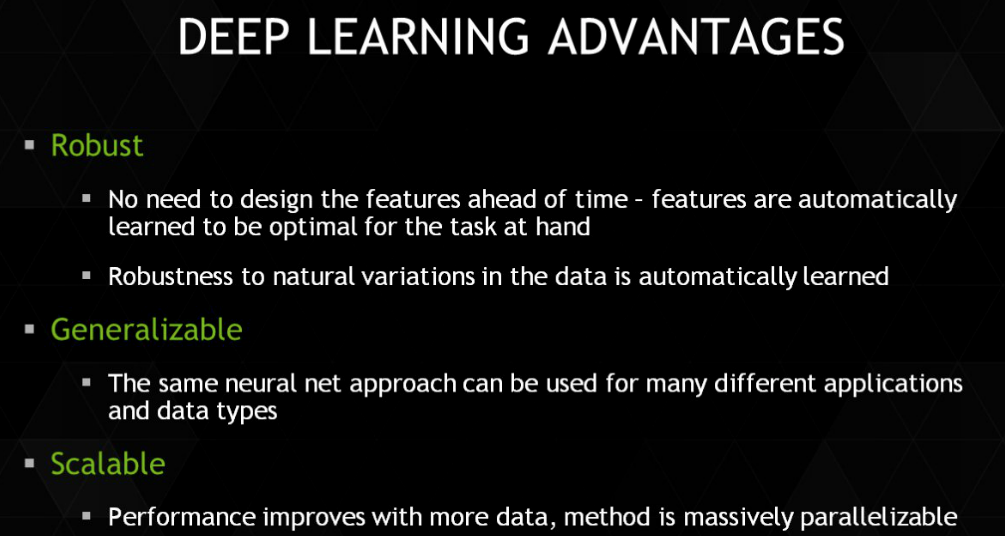 DEEP LEARNING ADVANTAGES
▪ Robust
▪ No need to design the features ahead of time – features are automatically
learned to be optimal for the task at hand
▪ Robustness to natural variations in the data is automatically learned
▪ Generalizable
▪ The same neural net approach can be used for many different applications
and data types
▪ Scalable
▪ Performance improves with more data, method is massively parallelizable